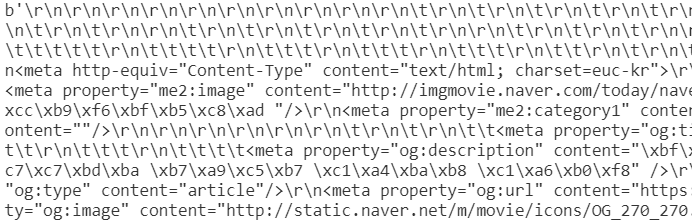 b'\r\n\r\n\r\n\r\n\r\n\r\n\r\n\r\n\r\n\r\n\t\r\n\t\r\n\t\r\n\t\r\n\t\r\n
\n\t\r\n\t\r\n\t\r\n\r\n\r\n\t\r\n\t\r\n\t\r\n\t\r\n\t\r\n\t\r\n\t\r\n
\t\t\t\t\r\n\t\t\t\t\r\n\t\t\t\t\r\n\t\t\r\n\t\t\r\n\t\r\n\t\r\n\t\r\n
n<meta http-equiv="Content-Type" content="text/html; charset=euc-kr">\r\
<meta property="me2:image" content="http://imgmovie.naver.com/today/nave
xcc\xb9\xf6\xbf\xb5\xc8\xad "/>\r\n<meta property="me2:category1" conten
ontent=""/>\r\n\r\n\r\n\r\n\r\n\r\n\t\r\n\t\r\n\t\t<meta property="og:ti
t\t\r\n\t\t\r\n\t\t\t\t<meta property="og:description" content="\xbf\x
c7\xc7\xbd\xba \xb7\xa9\xc5\xb7 \xc1\xa4\xba\xb8 \xc1\xa6\xb0\xf8" />\r\
"og:type" content="article"/>\r\n<meta property="og:url" content="https:
ty="og:image" content="http://static.naver.net/m/movie/icons/OG_270_270.